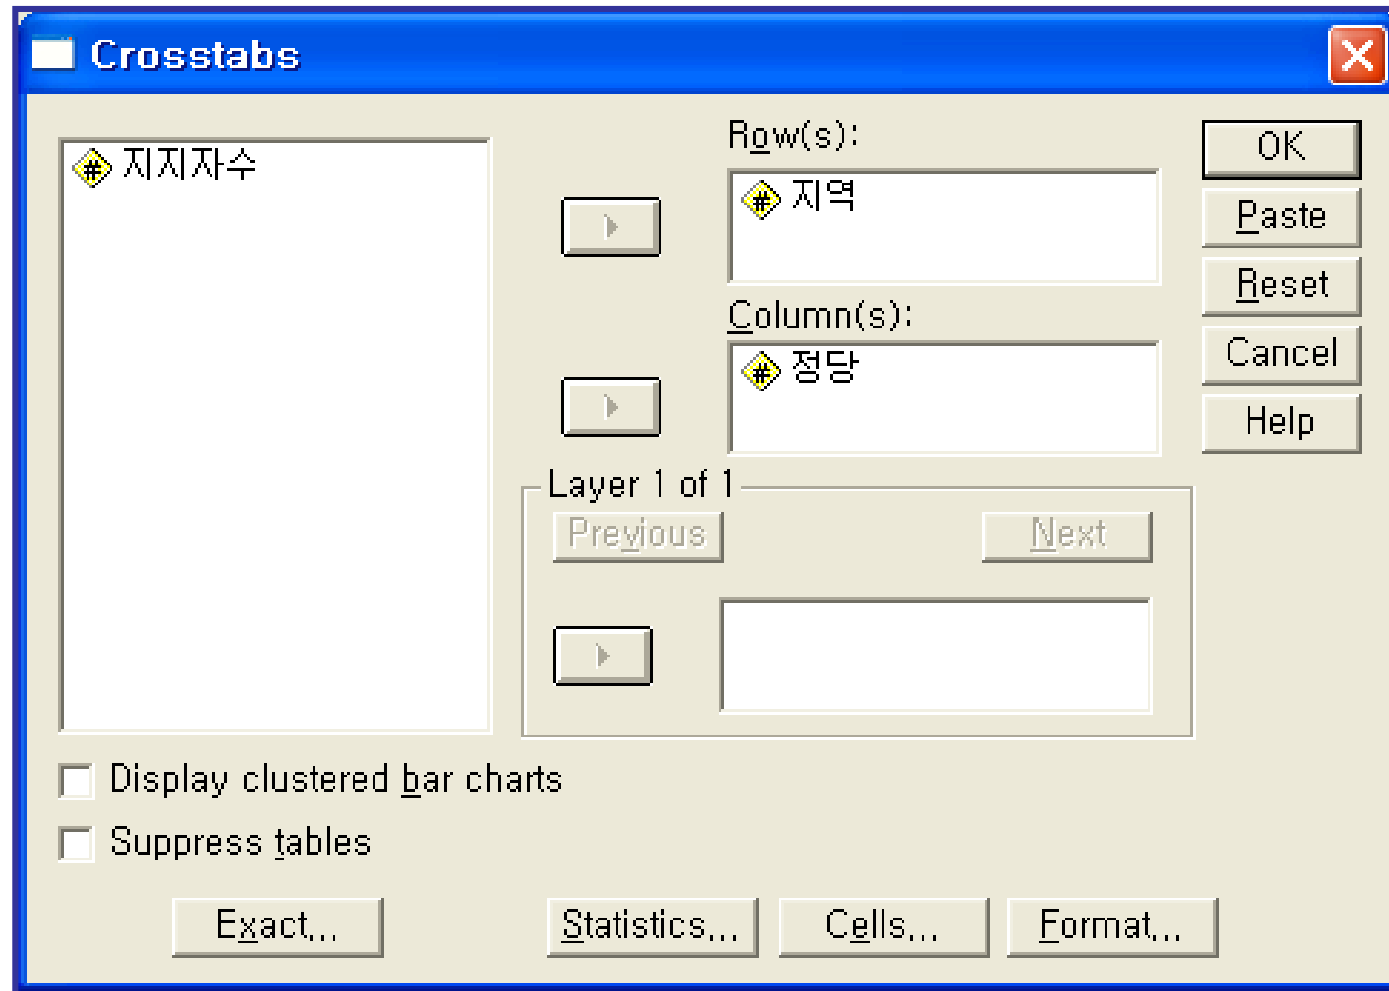 Crosstabs
지지자수
Row(s):
지역
Column(s):
정당
OK
Paste
Reset
Cancel
Help
Layer 1 of 1
Previous
Next
Display clustered bar charts
Suppress tables
Exact...
Statistics...
Cells...
Format...